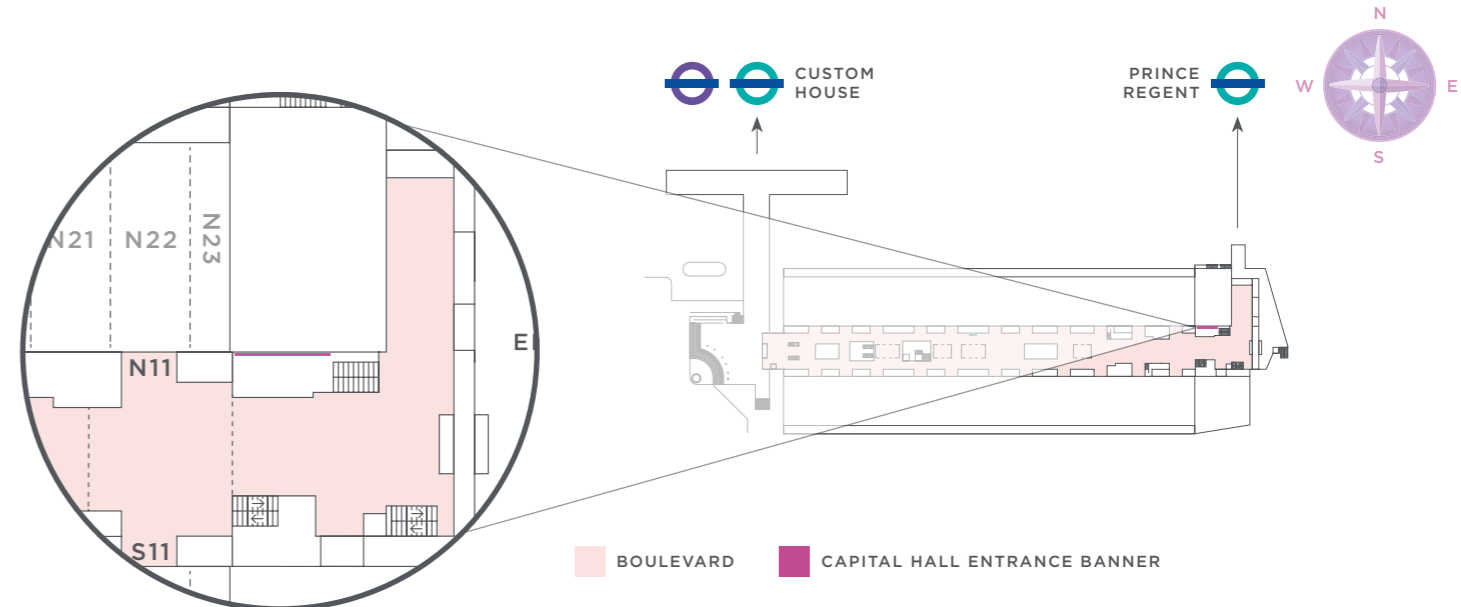 N
W
E
S
CUSTOM
HOUSE
PRINCE
REGENT
N21
N22
N23
N11
S11
BOULEVARD
CAPITAL HALL ENTRANCE BANNER